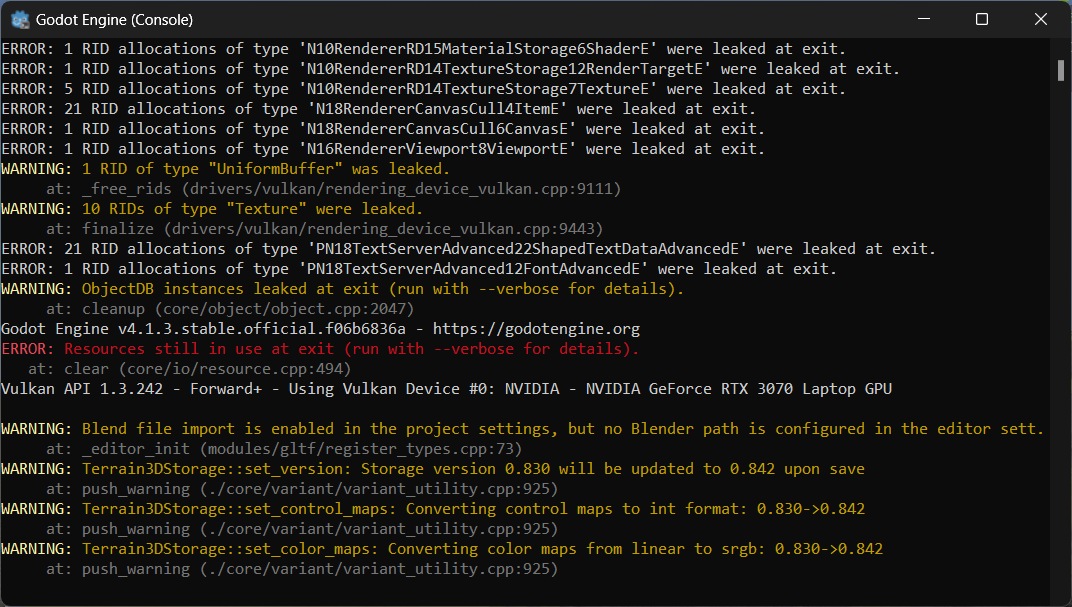 Godot Engine (Console)
ERROR: 1 RID allocations of type 'N10RendererRD15MaterialStorage6ShaderE' were leaked at exit.
ERROR: 1 RID allocations of type 'N10RendererRD14TextureStorage12RenderTargetE' were leaked at exit.
ERROR: 5 RID allocations of type 'N10RendererRD14TextureStorage7TextureE' were leaked at exit.
ERROR: 21 RID allocations of type 'N18RendererCanvasCull4ItemE' were leaked at exit.
ERROR: 1 RID allocations of type 'N18RendererCanvasCull6CanvasE' were leaked at exit.
ERROR: 1 RID allocations of type 'N16RendererViewport8ViewportE' were leaked at exit.
WARNING: 1 RID of type "UniformBuffer" was leaked.
at: _free_rids (drivers/vulkan/rendering_device_vulkan.cpp:9111)
WARNING: 10 RIDs of type "Texture" were leaked.
at: finalize (drivers/vulkan/rendering_device_vulkan.cpp:9443)
ERROR: 21 RID allocations of type 'PN18TextServerAdvanced22ShapedTextDataAdvancedE' were leaked at exit.
ERROR: 1 RID allocations of type 'PN18TextServerAdvanced12FontAdvancedE' were leaked at exit.
WARNING: ObjectDB instances leaked at exit (run with --verbose for details).
at: cleanup (core/object/object.cpp:2047)
Godot Engine v4.1.3.stable.official.f06b6836a - https://godotengine.org
ERROR: Resources still in use at exit (run with --verbose for details).
at: clear (core/io/resource.cpp:494)
Vulkan API 1.3.242 - Forward+ - Using Vulkan Device #0: NVIDIA - NVIDIA GeForce RTX 3070 Laptop GPU
WARNING: Blend file import is enabled in the project settings, but no Blender path is configured in the editor sett.
at: _editor_init (modules/gltf/register_types.cpp:73)
WARNING: Terrain3DStorage::set_version: Storage version 0.830 will be updated to 0.842 upon save
at: push_warning (./core/variant/variant_utility.cpp:925)
WARNING: Terrain3DStorage::set_control_maps: Converting control maps to int format: 0.830->0.842
at: push_warning (./core/variant/variant_utility.cpp:925)
WARNING: Terrain3DStorage::set_color_maps: Converting color maps from linear to srgb: 0.830->0.842
at: push_warning (./core/variant/variant_utility.cpp:925)